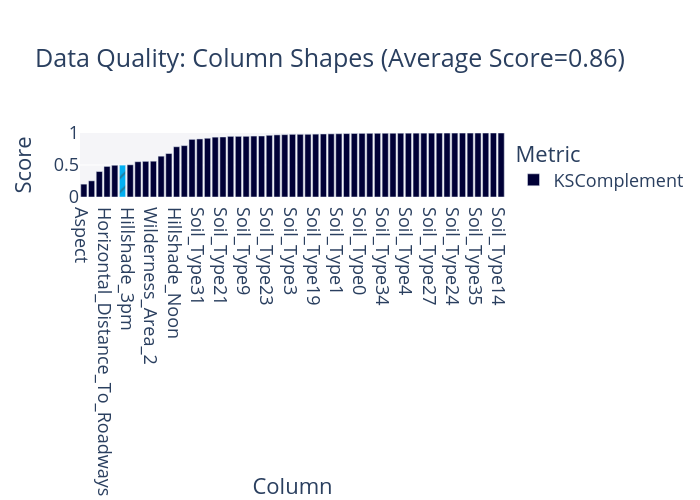 Data Quality: Column Shapes (Average Score=0.86)
Score
1
0.5
0
Metric
KSComplement
Aspect
Horizontal_Distance_To_Roadways
Hillshade_3pm
Wilderness_Area_2
Hillshade_Noon
Soil_Type31
Soil_Type21
Soil_Type9
Soil_Type23
Soil_Type3
Soil_Type19
Soil_Type1
Soil_Type0
Soil_Type34
Soil_Type4
Soil_Type27
Soil_Type24
Soil_Type35
Soil_Type14
Column